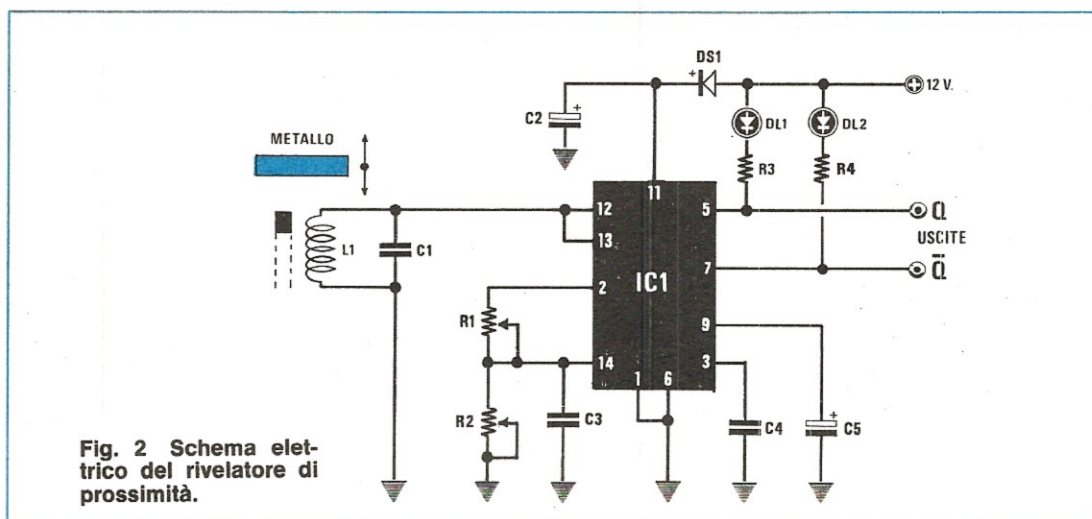 DS1
12 V.
C2
DL1
DL2
METALLO
R3
R4
11
12
5
Q
13
USCITE
L1
C1
IC1
7
Q̅
2
R1
9
14
3
1
6
R2
C3
C4
C5
Fig. 2 Schema elet-
trico del rivelatore di
prossimità.